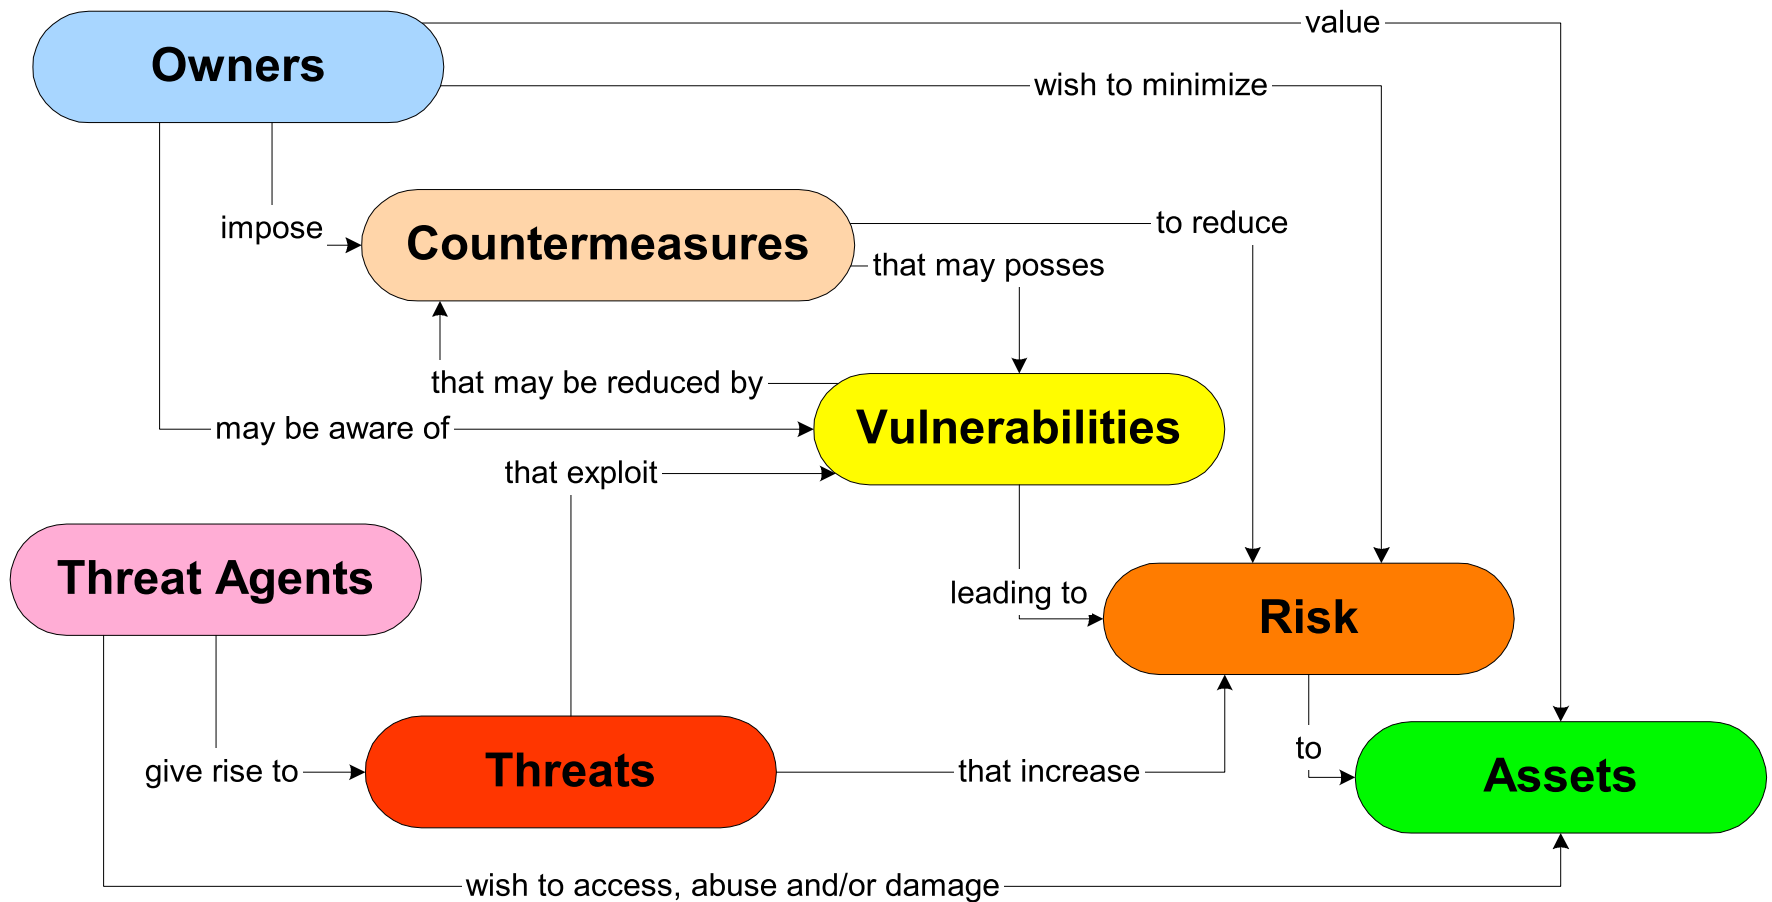 value
Owners
wish to minimize
impose
Countermeasures
to reduce
that may posses
that may be reduced by
may be aware of
Vulnerabilities
that exploit
Threat Agents
leading to
Risk
give rise to
Threats
that increase
to
Assets
wish to access, abuse and/or damage